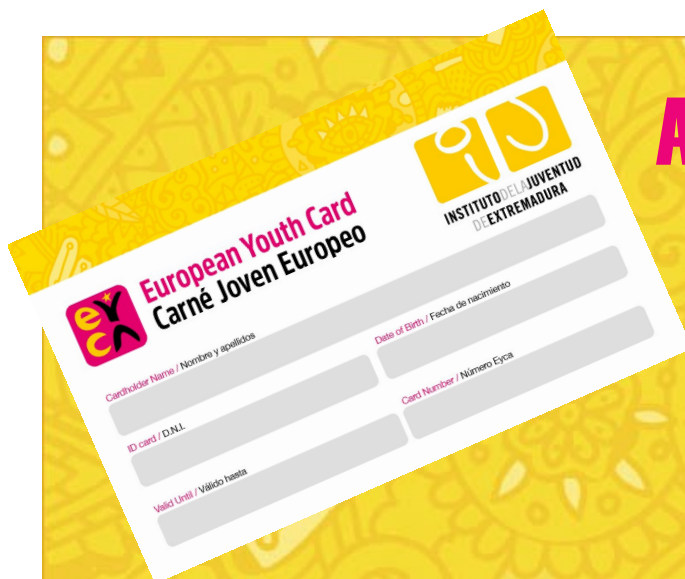 A
INSTITUTODELAJUVENTUD
DEEXTREMADURA
eyca
European Youth Card
Carné Joven Europeo
Cardholder Name / Nombre y apellidos
Date of Birth / Fecha de nacimiento
ID card / D.N.I.
Card Number / Número Eyca
Valid Until / Válido hasta